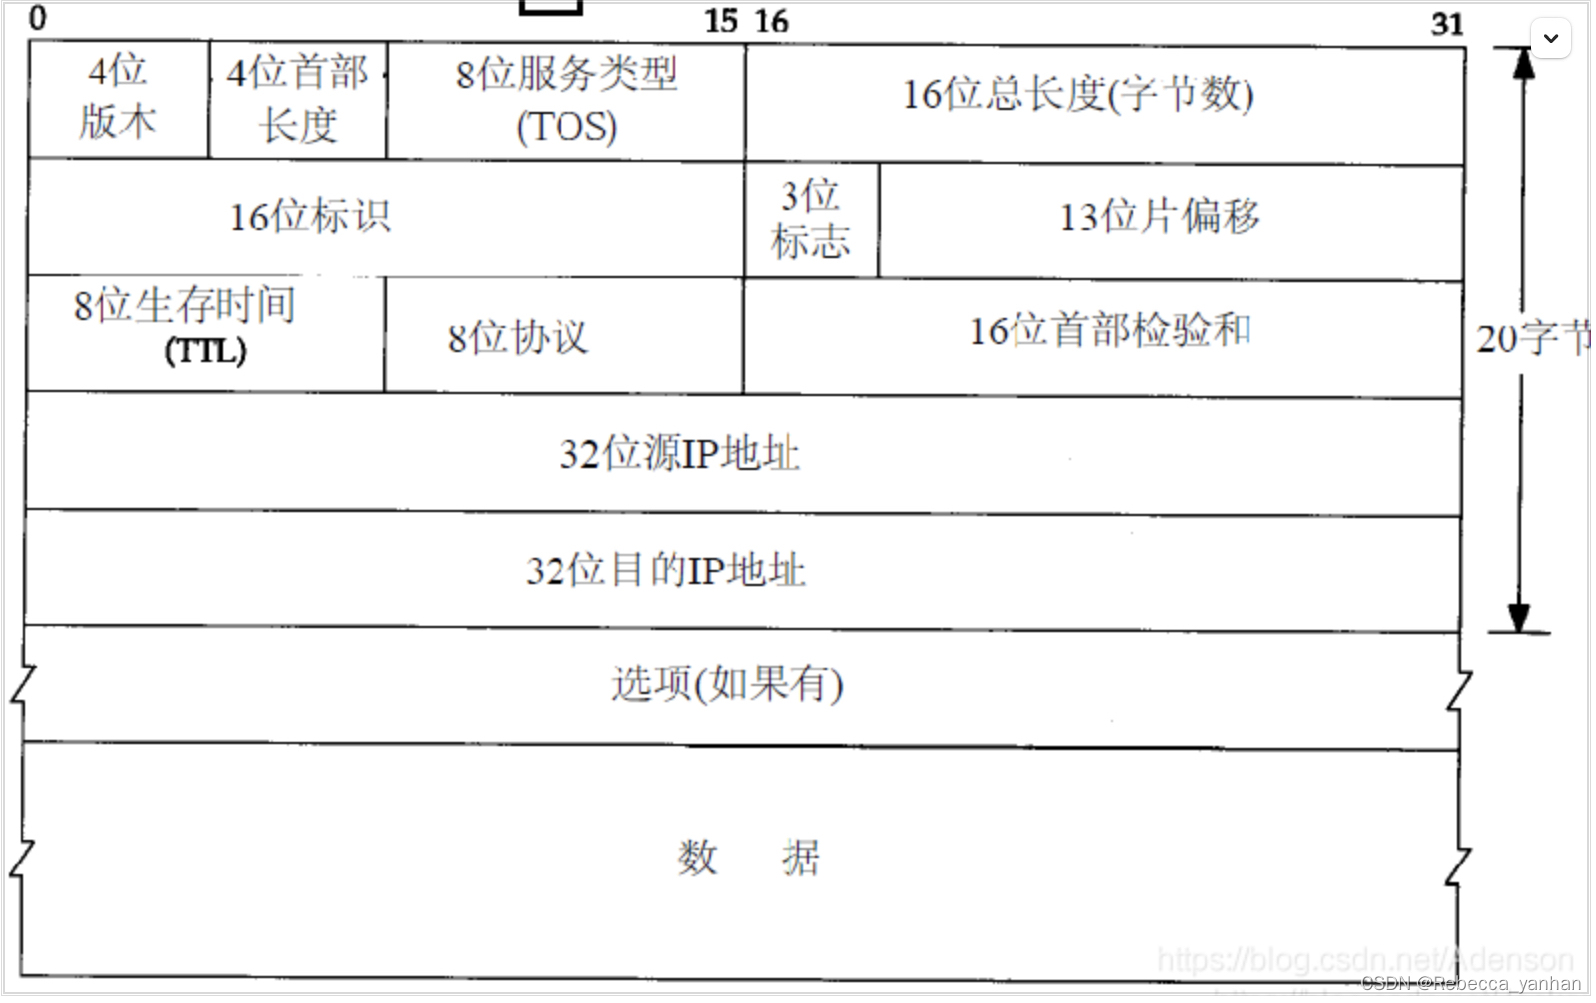 0 15 16 31
4位 4位首部 8位服务类型 16位总长度(字节数)
版木 长度 (TOS)
16位标识 3位 13位片偏移
标志
8位生存时间 8位协议 16位首部检验和 20字节
(TTL)
32位源IP地址
32位目的IP地址
选项(如果有)
数 据
https://blog.csdn.net/Adenson
CSDN @Rebecca_yanhan